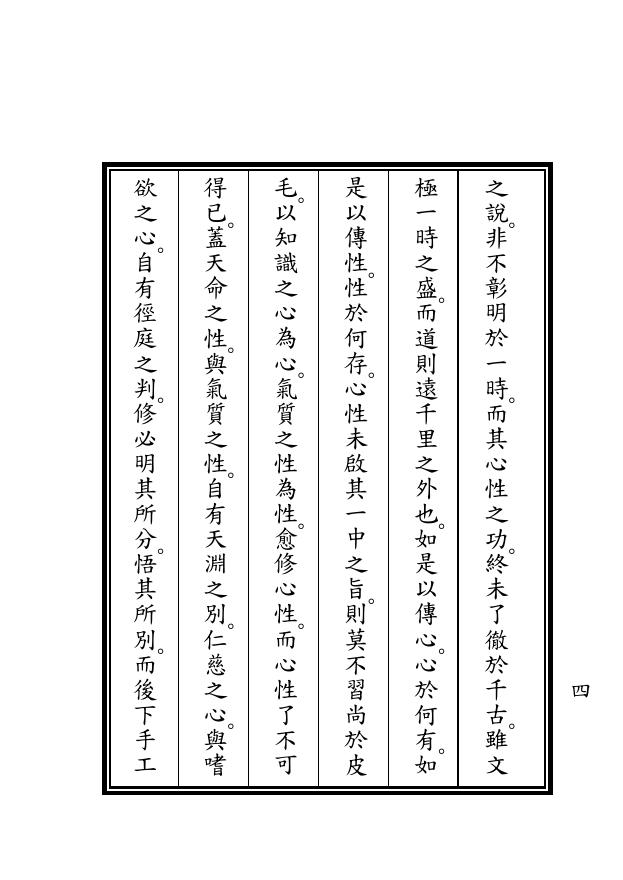 之說。非不彰明於一時。而其心性之功。終未了徹於千古。雖文
極一時之盛。而道則遠千里之外也。如是以傳心。心於何有。如
是以傳性。性於何存。心性未啟其一中之旨。則莫不習尚於皮
毛。以知識之心為心。氣質之性為性。愈修心性。而心性了不可
得已。蓋天命之性。與氣質之性。自有天淵之別。仁慈之心。與嗜
欲之心。自有徑庭之判。修必明其所分。悟其所別。而後下手工
四